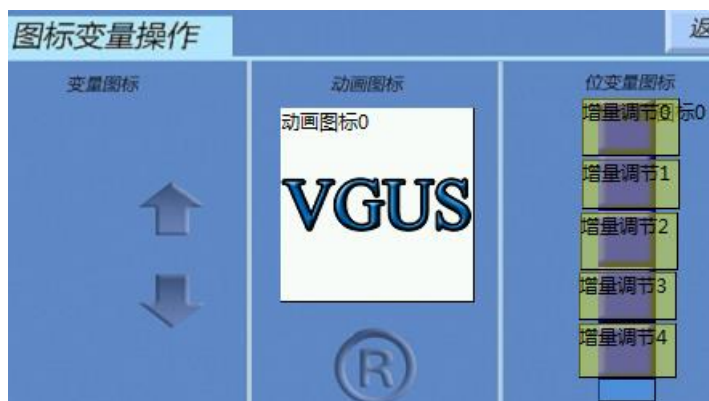 图标变量操作
返
变量图标
动画图标
位变量图标
动画图标0
VGUS
R
增量调节0
标0
增量调节1
增量调节2
增量调节3
增量调节4